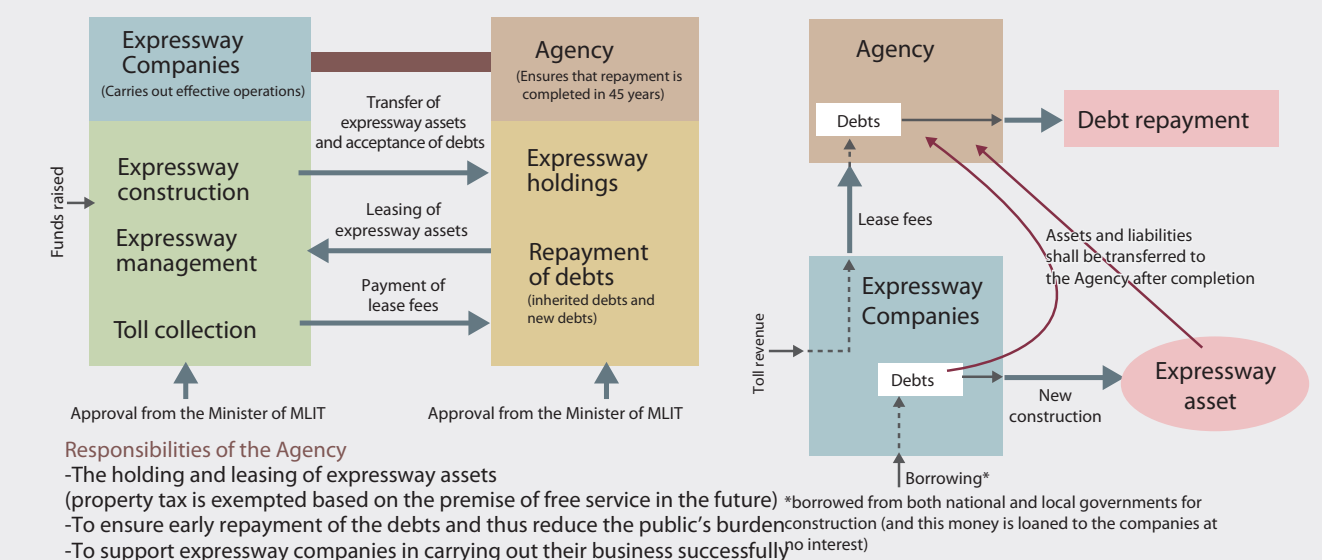 Expressway
Companies
(Carries out effective operations)
Agency
(Ensures that repayment is
completed in 45 years)
Transfer of
expressway assets
and acceptance of debts
Funds raised
Expressway
construction
Expressway
holdings
Leasing of
expressway assets
Expressway
management
Repayment
of debts
(inherited debts and
new debts)
Payment of
lease fees
Toll collection
Approval from the Minister of MLIT
Approval from the Minister of MLIT
Responsibilities of the Agency
-The holding and leasing of expressway assets
(property tax is exempted based on the premise of free service in the future)
-To ensure early repayment of the debts and thus reduce the public's burden
-To support expressway companies in carrying out their business successfully
Agency
Debts
Debt repayment
Lease fees
Assets and liabilities
shall be transferred to
the Agency after completion
Expressway
Companies
Toll revenue
Debts
New
construction
Expressway
asset
Borrowing*
*borrowed from both national and local governments for
construction (and this money is loaned to the companies at
no interest)